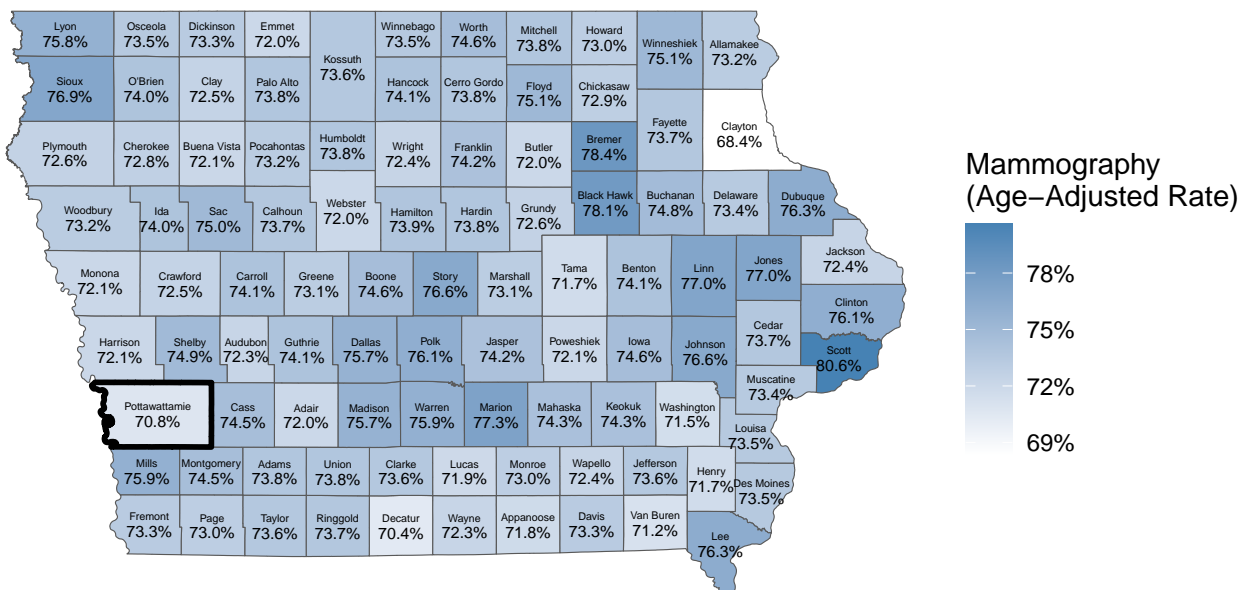 Lyon
75.8%
Osceola
73.5%
Dickinson
73.3%
Emmet
72.0%
Kossuth
73.6%
Winnebago
73.5%
Worth
74.6%
Mitchell
73.8%
Howard
73.0%
Winneshiek
75.1%
Allamakee
73.2%
Sioux
76.9%
O'Brien
74.0%
Clay
72.5%
Palo Alto
73.8%
Hancock
74.1%
Cerro Gordo
73.8%
Floyd
75.1%
Chickasaw
72.9%
Fayette
73.7%
Clayton
68.4%
Plymouth
72.6%
Cherokee
72.8%
Buena Vista
72.1%
Pocahontas
73.2%
Humboldt
73.8%
Wright
72.4%
Franklin
74.2%
Butler
72.0%
Bremer
78.4%
Woodbury
73.2%
Ida
74.0%
Sac
75.0%
Calhoun
73.7%
Webster
72.0%
Hamilton
73.9%
Hardin
73.8%
Grundy
72.6%
Black Hawk
78.1%
Buchanan
74.8%
Delaware
73.4%
Dubuque
76.3%
Monona
72.1%
Crawford
72.5%
Carroll
74.1%
Greene
73.1%
Boone
74.6%
Story
76.6%
Marshall
73.1%
Tama
71.7%
Benton
74.1%
Linn
77.0%
Jones
77.0%
Jackson
72.4%
Clinton
76.1%
Harrison
72.1%
Shelby
74.9%
Audubon
72.3%
Guthrie
74.1%
Dallas
75.7%
Polk
76.1%
Jasper
74.2%
Poweshiek
72.1%
Iowa
74.6%
Johnson
76.6%
Cedar
73.7%
Scott
80.6%
Muscatine
73.4%
Pottawattamie
70.8%
Cass
74.5%
Adair
72.0%
Madison
75.7%
Warren
75.9%
Marion
77.3%
Mahaska
74.3%
Keokuk
74.3%
Washington
71.5%
Louisa
73.5%
Mills
75.9%
Montgomery
74.5%
Adams
73.8%
Union
73.8%
Clarke
73.6%
Lucas
71.9%
Monroe
73.0%
Wapello
72.4%
Jefferson
73.6%
Henry
71.7%
Des Moines
73.5%
Fremont
73.3%
Page
73.0%
Taylor
73.6%
Ringgold
73.7%
Decatur
70.4%
Wayne
72.3%
Appanoose
71.8%
Davis
73.3%
Van Buren
71.2%
Lee
76.3%
Mammography
(Age−Adjusted Rate)
78%
75%
72%
69%